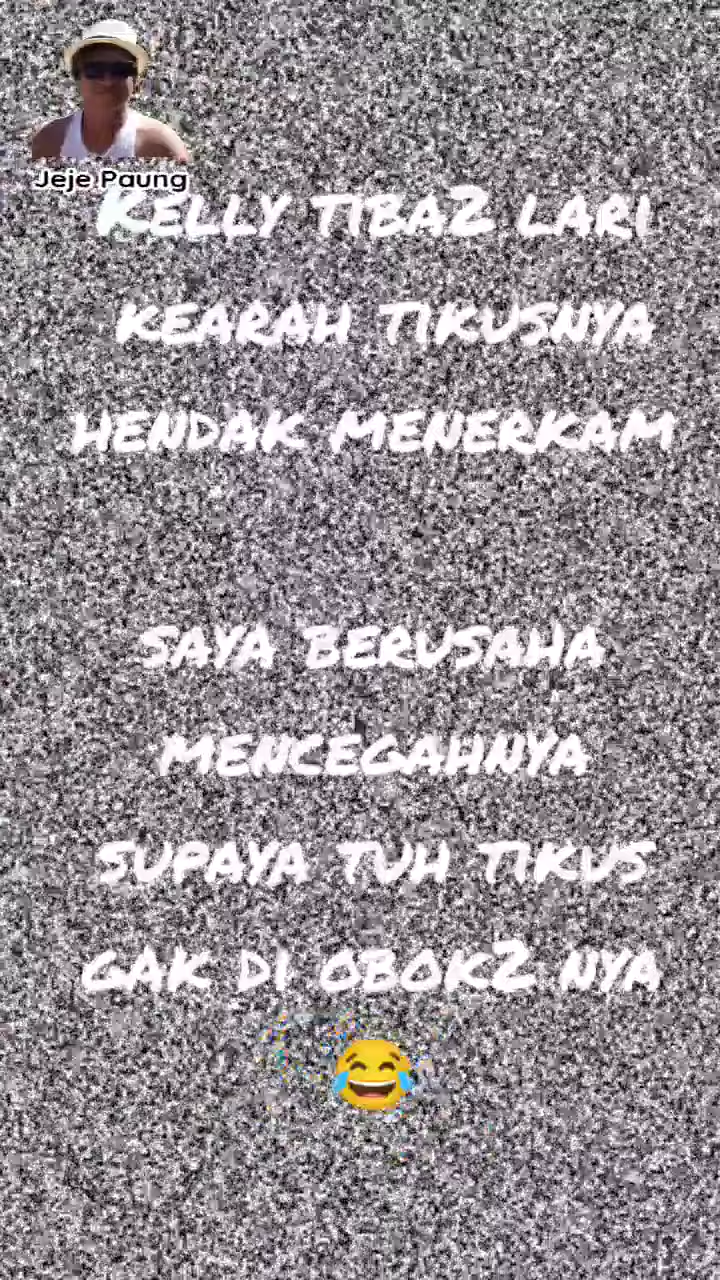 Jeje Paung
KELLY TIBA2 LARI
KEARAH TIKUSNYA
HENDAK MENERKAM
SAYA BERUSAHA
MENCEGAHNYA
SUPAYA TUH TIKUS
GAK DI OBOK2 NYA